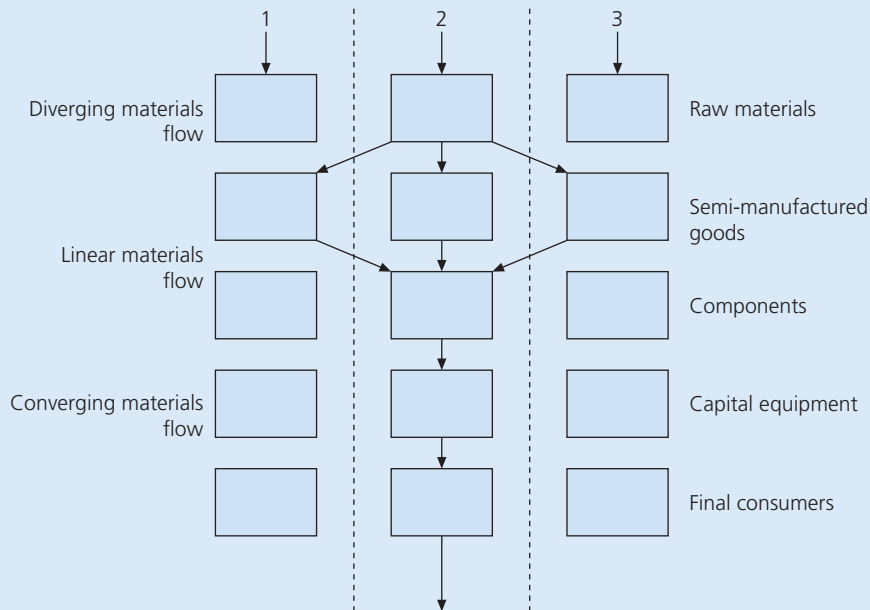 1
2
3
Diverging materials
flow
Raw materials
Semi-manufactured
goods
Linear materials
flow
Components
Converging materials
flow
Capital equipment
Final consumers